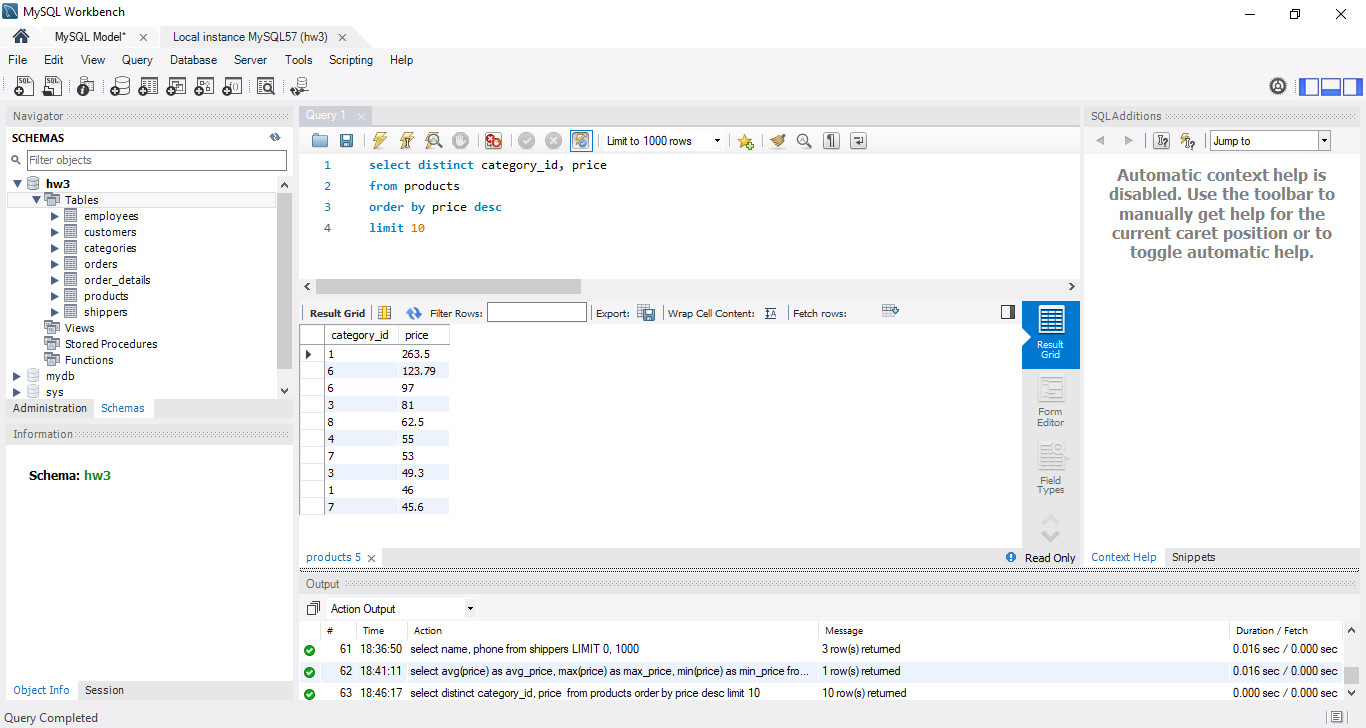 MySQL Workbench
MySQL Model* Local instance MySQL57 (hw3)
File Edit View Query Database Server Tools Scripting Help
Navigator
SCHEMAS
Filter objects
hw3
Tables
employees
customers
categories
orders
order_details
products
shippers
Views
Stored Procedures
Functions
mydb
sys
Administration Schemas
Information
Schema: hw3
Object Info Session
Query 1
Limit to 1000 rows
1 select distinct category_id, price
2 from products
3 order by price desc
4 limit 10
Result Grid Filter Rows: Export: Wrap Cell Content: Fetch rows:
category_id price
1 263.5
6 123.79
6 97
3 81
8 62.5
4 55
7 53
3 49.3
1 46
7 45.6
Result
Grid
Form
Editor
Field
Types
products 5 Read Only
SQLAdditions
Jump to
Automatic context help is
disabled. Use the toolbar to
manually get help for the
current caret position or to
toggle automatic help.
Context Help Snippets
Output
Action Output
# Time Action Message Duration / Fetch
61 18:36:50 select name, phone from shippers LIMIT 0, 1000 3 row(s) returned 0.016 sec / 0.000 sec
62 18:41:11 select avg(price) as avg_price, max(price) as max_price, min(price) as min_price fro... 1 row(s) returned 0.016 sec / 0.000 sec
63 18:46:17 select distinct category_id, price from products order by price desc limit 10 10 row(s) returned 0.000 sec / 0.000 sec
Query Completed